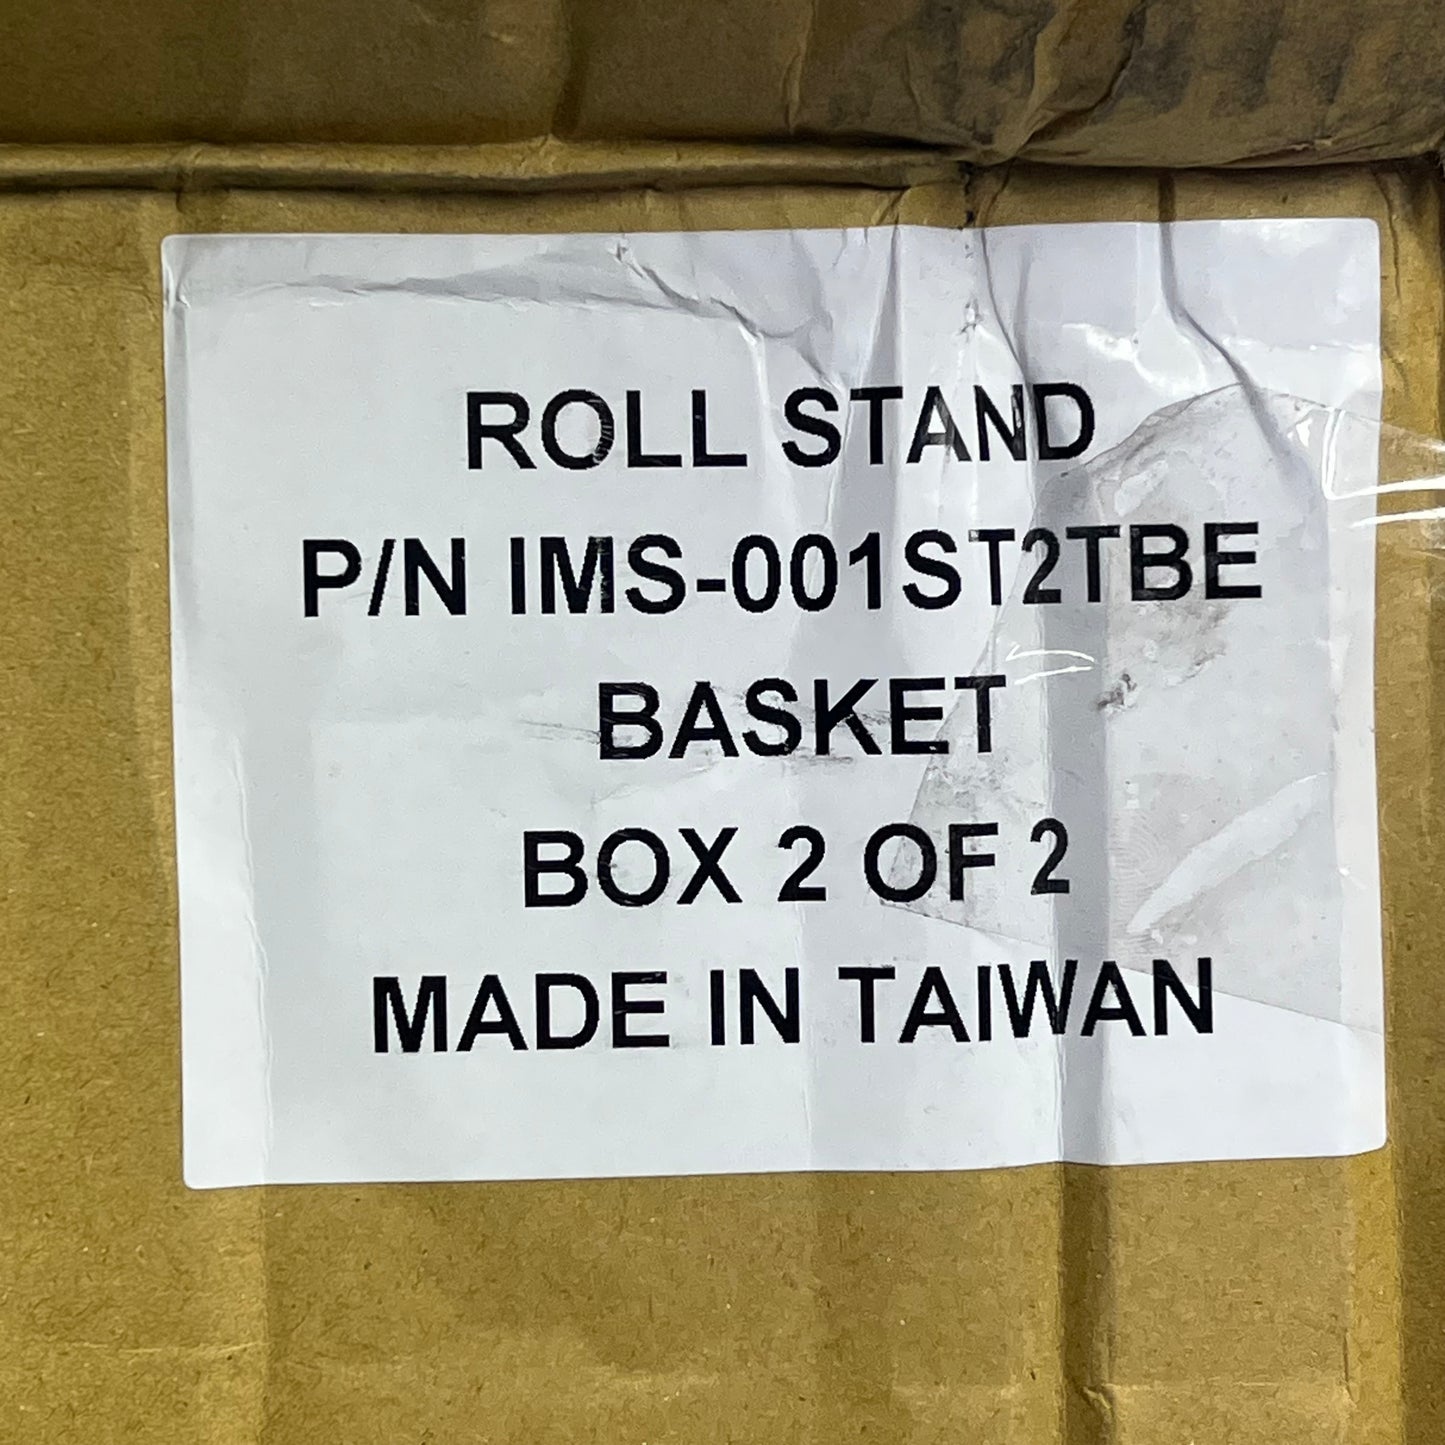 ROLL STAND
P/N IMS-001ST2TBE
BASKET
BOX 2 OF 2
MADE IN TAIWAN